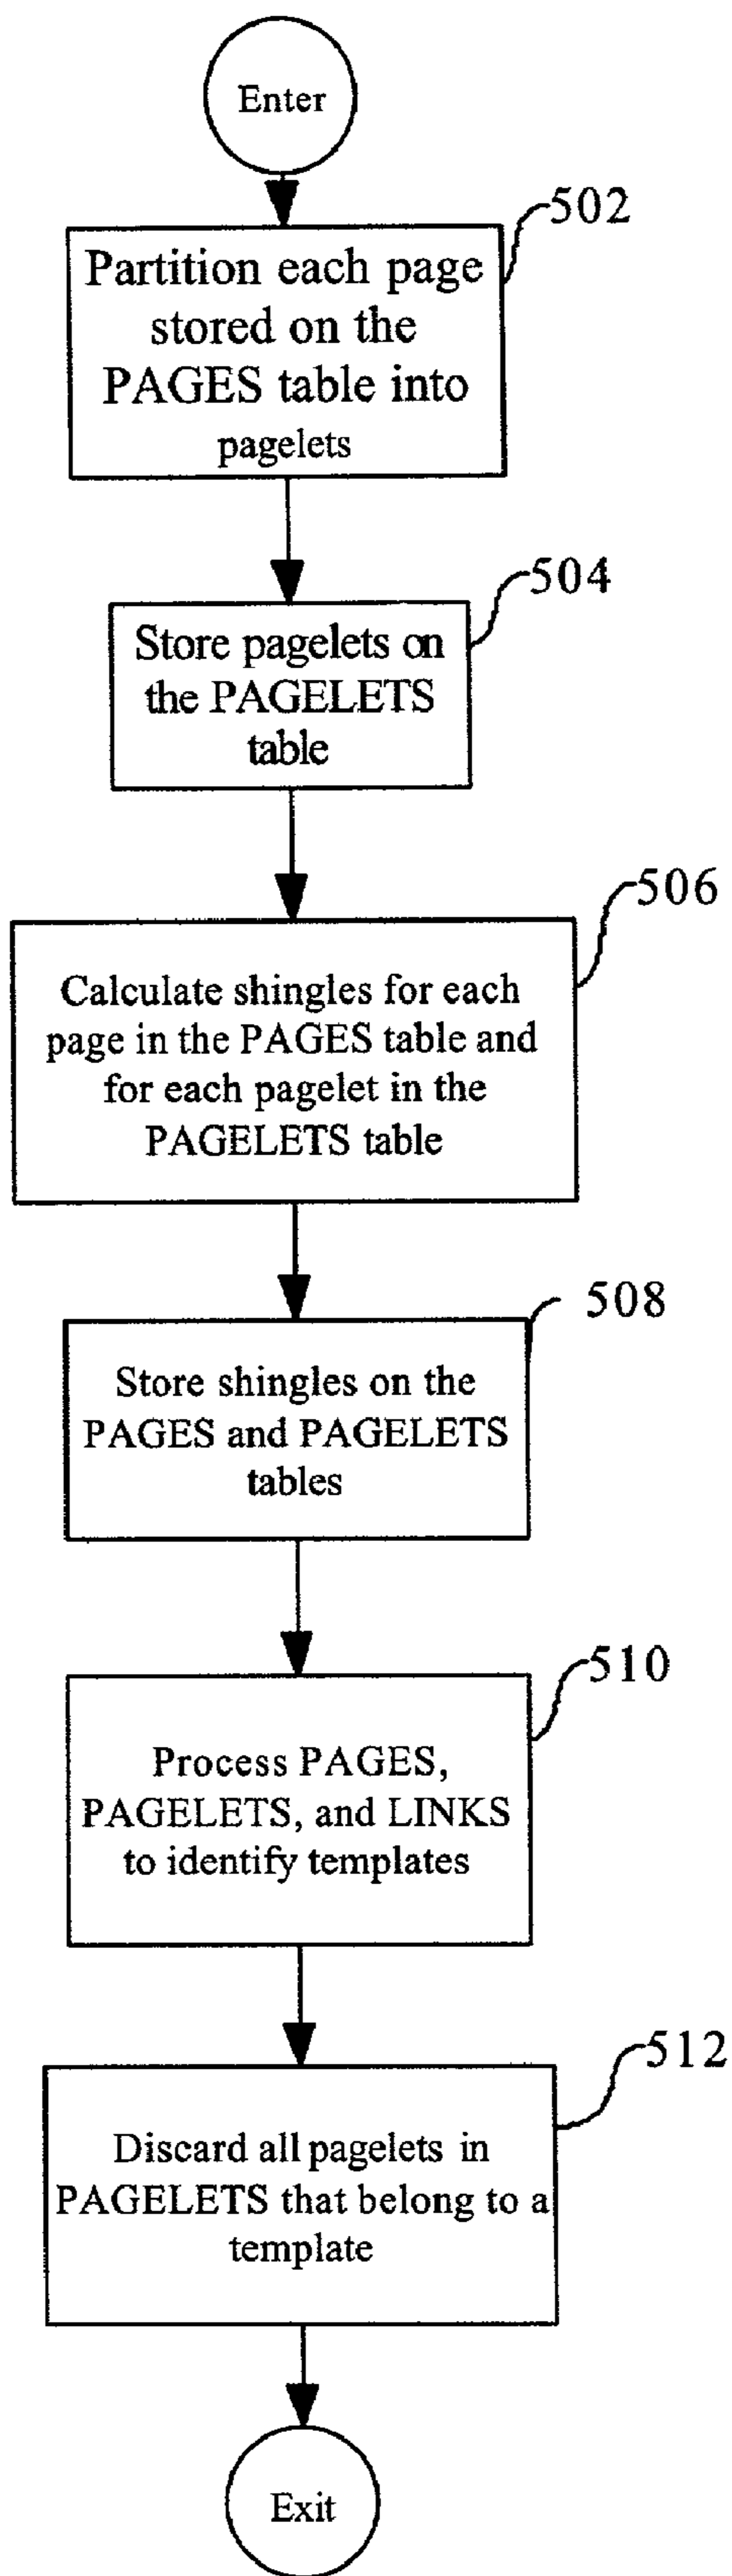 Enter
502
Partition each page
stored on the
PAGES table into
pagelets
504
Store pagelets on
the PAGELETS
table
506
Calculate shingles for each
page in the PAGES table and
for each pagelet in the
PAGELETS table
508
Store shingles on the
PAGES and PAGELETS
tables
510
Process PAGES,
PAGELETS, and LINKS
to identify templates
512
Discard all pagelets in
PAGELETS that belong to a
template
Exit